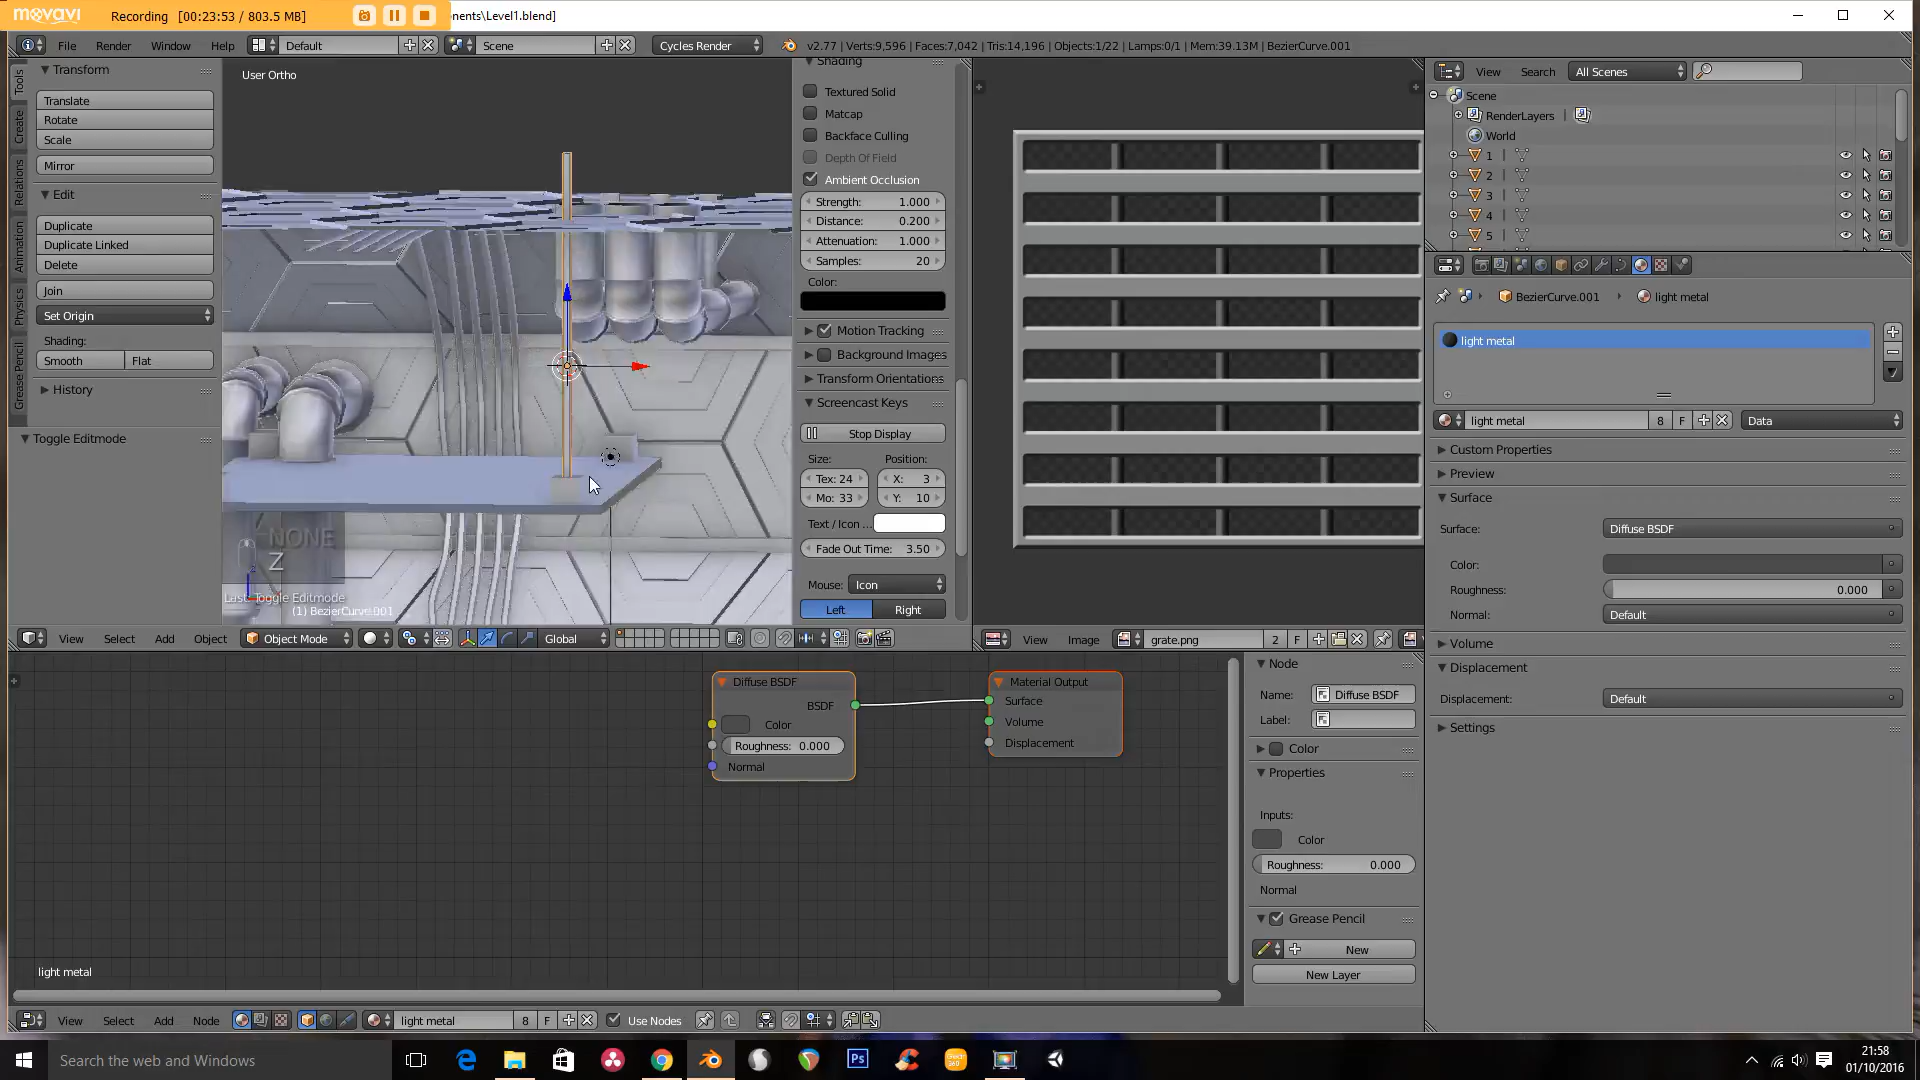 movavi
Recording [00:23:53 / 803.5 MB]
nents\Level1.blend]
File
Render
Window
Help
Default
Scene
Cycles Render
v2.77 | Verts:9,596 | Faces:7,042 | Tris:14,196 | Objects:1/22 | Lamps:0/1 | Mem:39.13M | BezierCurve.001
Tools
Create
Relations
Animation
Physics
Grease Pencil
Transform
Translate
Rotate
Scale
Mirror
Edit
Duplicate
Duplicate Linked
Delete
Join
Set Origin
Shading:
Smooth
Flat
History
Toggle Editmode
User Ortho
NONE
Z
Last: Toggle Editmode
(1) BezierCurve.001
Shading
Textured Solid
Matcap
Backface Culling
Depth Of Field
Ambient Occlusion
Strength: 1.000
Distance: 0.200
Attenuation: 1.000
Samples: 20
Color:
Motion Tracking
Background Images
Transform Orientations
Screencast Keys
Stop Display
Size:
Position:
Tex: 24
X: 3
Mo: 33
Y: 10
Text / Icon ...
Fade Out Time: 3.50
Mouse:
Icon
Left
Right
View
Select
Add
Object
Object Mode
Global
View
Image
grate.png
2
F
View
Search
All Scenes
Scene
RenderLayers
World
1
2
3
4
5
BezierCurve.001
light metal
light metal
light metal
8
F
Data
Custom Properties
Preview
Surface
Surface:
Diffuse BSDF
Color:
Roughness:
0.000
Normal:
Default
Volume
Displacement
Displacement:
Default
Settings
Diffuse BSDF
BSDF
Color
Roughness: 0.000
Normal
Material Output
Surface
Volume
Displacement
light metal
Node
Name:
Diffuse BSDF
Label:
Color
Properties
Inputs:
Color
Roughness: 0.000
Normal
Grease Pencil
New
New Layer
View
Select
Add
Node
light metal
8
F
Use Nodes
Search the web and Windows
Ps
21:58
01/10/2016